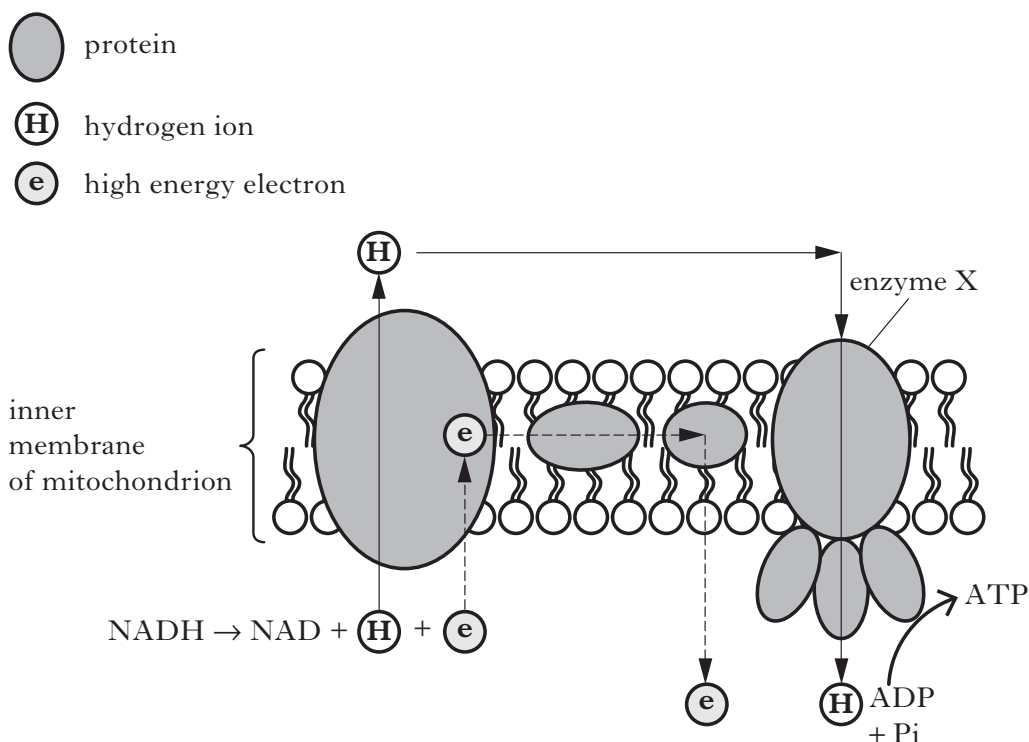 protein
H
hydrogen ion
e
high energy electron
H
enzyme X
inner
membrane
of mitochondrion
e
NADH → NAD + H + e
ATP
e
H
ADP
+ Pi